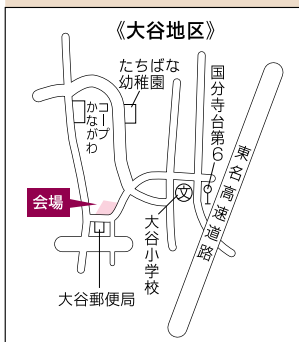 《大谷地区》
たちばな
幼稚園
コープ
かながわ
国分寺台第6
東名高速道路
会場
文
大谷小学校
大谷郵便局